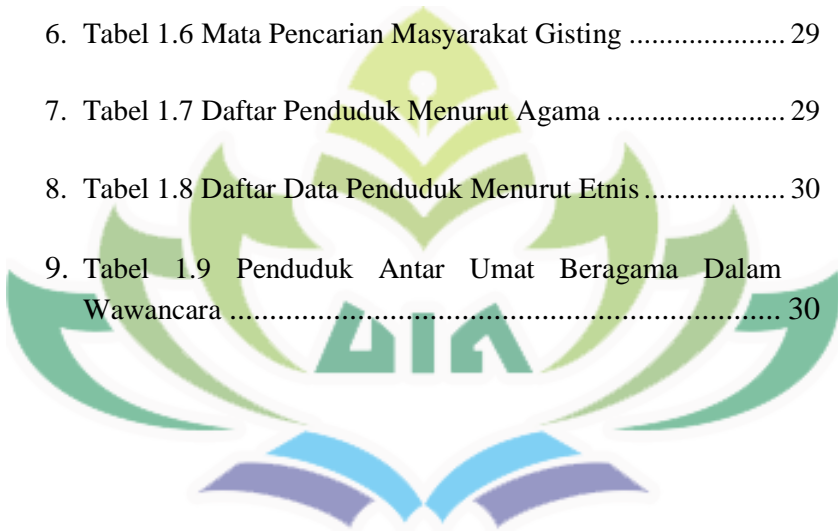 6. Tabel 1.6 Mata Pencarian Masyarakat Gisting ..................... 29
7. Tabel 1.7 Daftar Penduduk Menurut Agama ........................ 29
8. Tabel 1.8 Daftar Data Penduduk Menurut Etnis ................... 30
9. Tabel 1.9 Penduduk Antar Umat Beragama Dalam
Wawancara ............................................................... 30
UIN